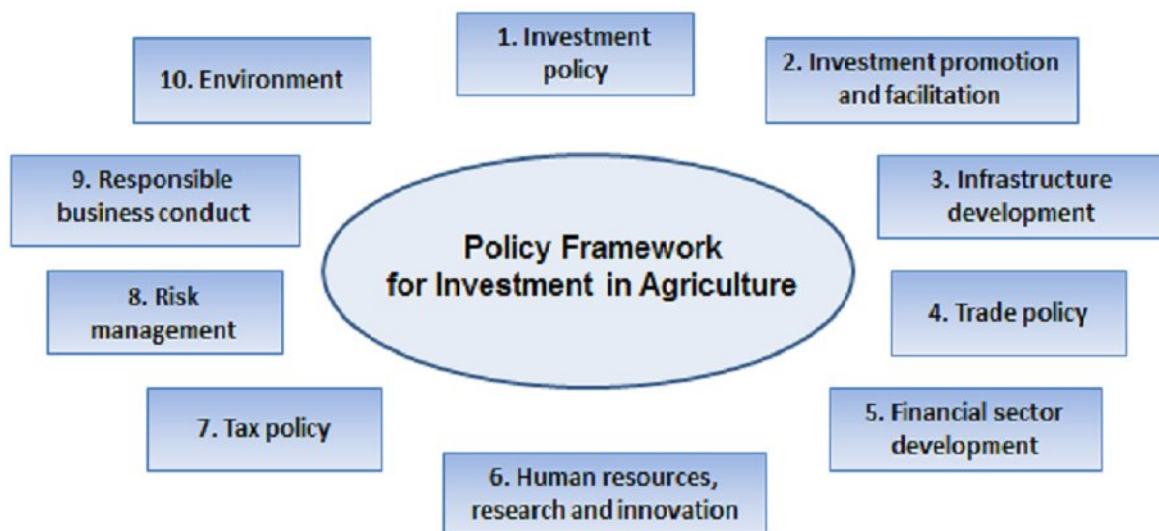 1. Investment
policy
2. Investment promotion
and facilitation
3. Infrastructure
development
4. Trade policy
5. Financial sector
development
6. Human resources,
research and innovation
7. Tax policy
8. Risk
management
9. Responsible
business conduct
10. Environment
Policy Framework
for Investment in Agriculture